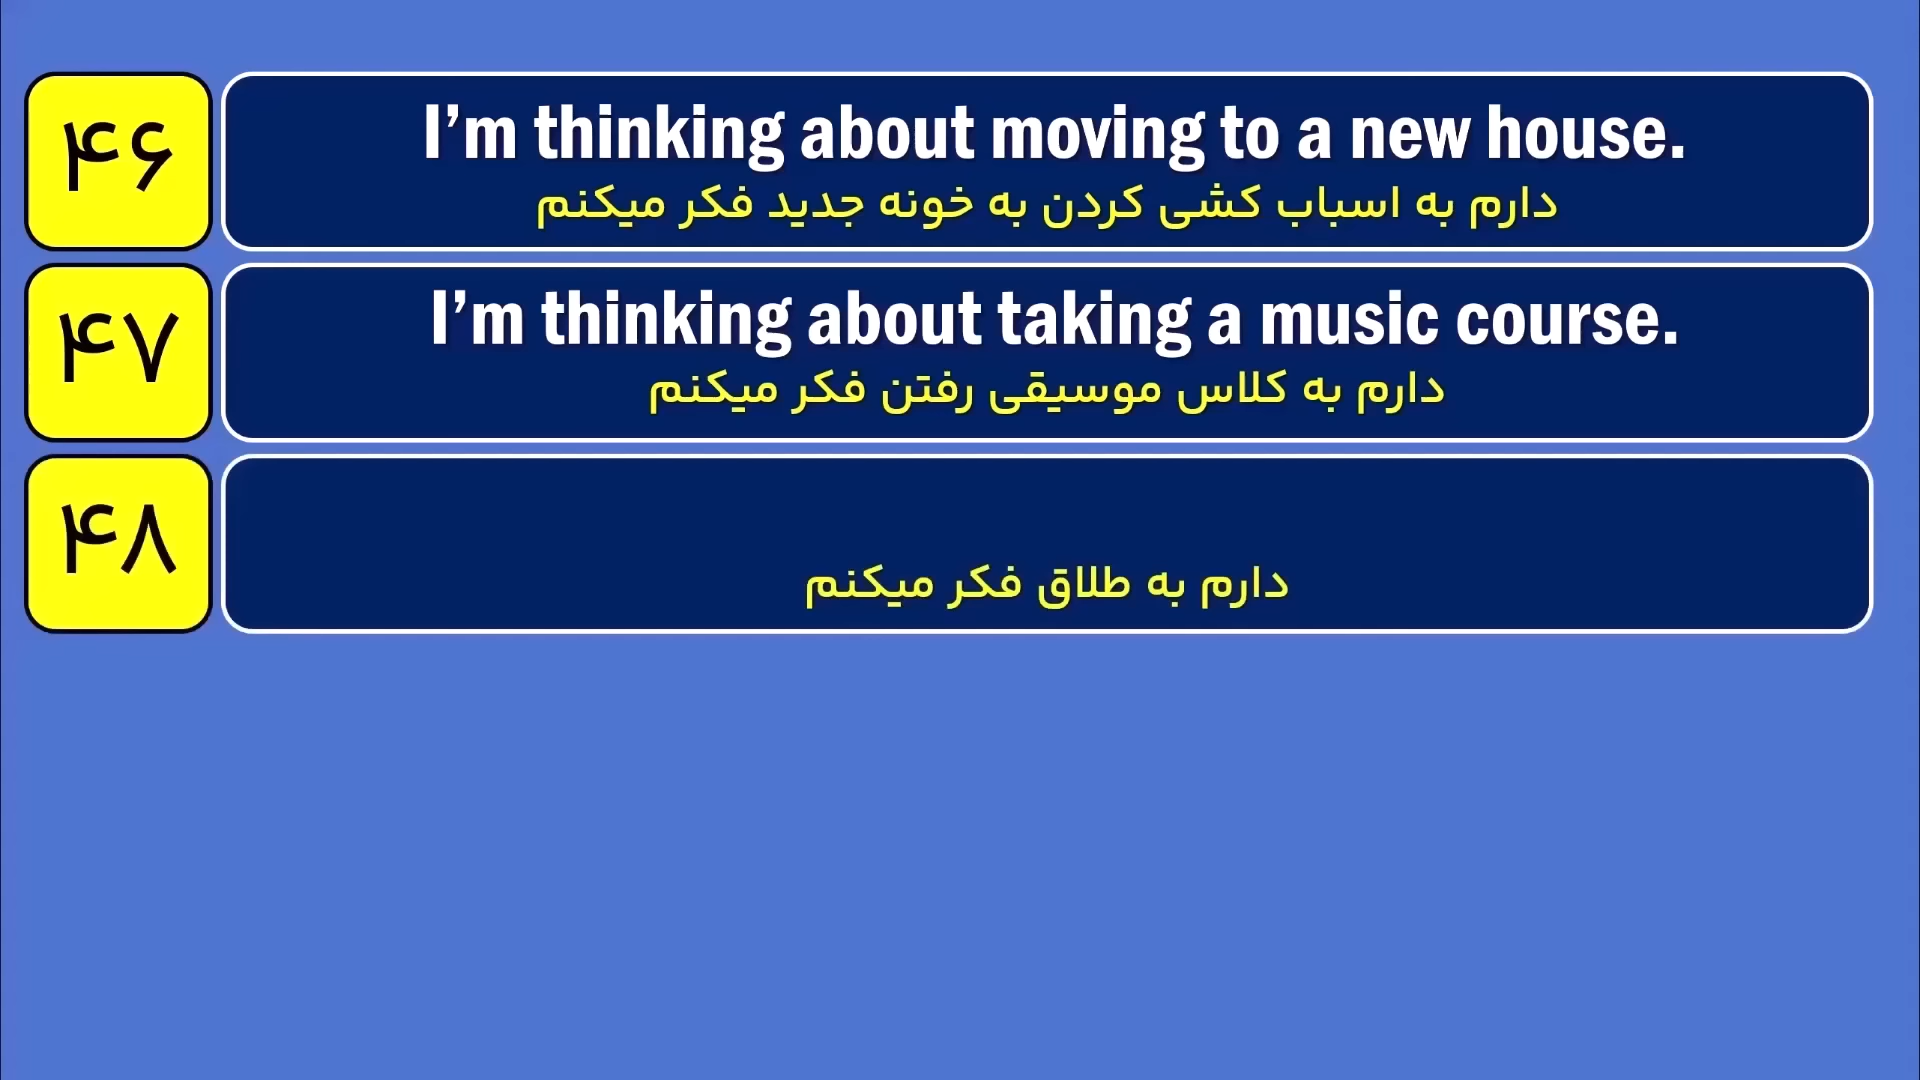 ۴۶
I’m thinking about moving to a new house.
دارم به اسباب کشی کردن به خونه جدید فکر میکنم
۴۷
I’m thinking about taking a music course.
دارم به کلاس موسیقی رفتن فکر میکنم
۴۸
دارم به طلاق فکر میکنم